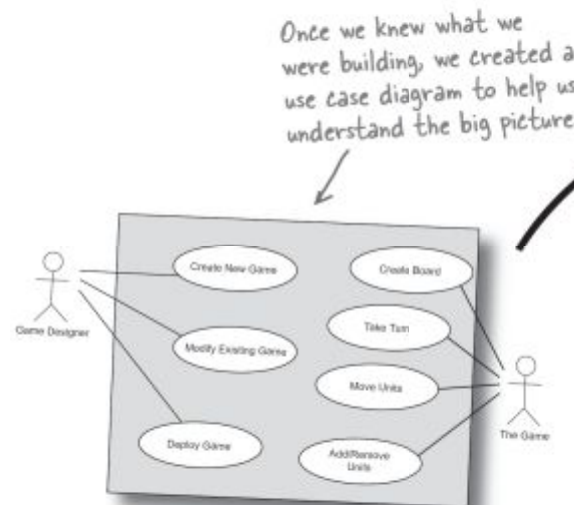 Once we knew what we
were building, we created a
use case diagram to help us
understand the big picture
Create New Game
Create Board
Take Turn
Game Designer
Modify Existing Game
Move Units
The Game
Deploy Game
Add/Remove
Units